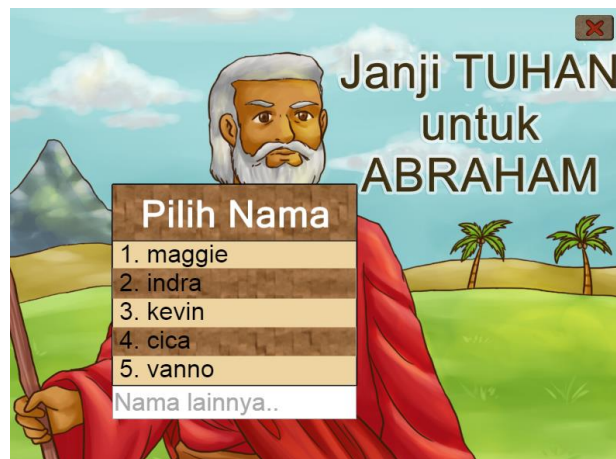 Janji TUHAN
untuk
ABRAHAM
Pilih Nama
1. maggie
2. indra
3. kevin
4. cica
5. vanno
Nama lainnya..